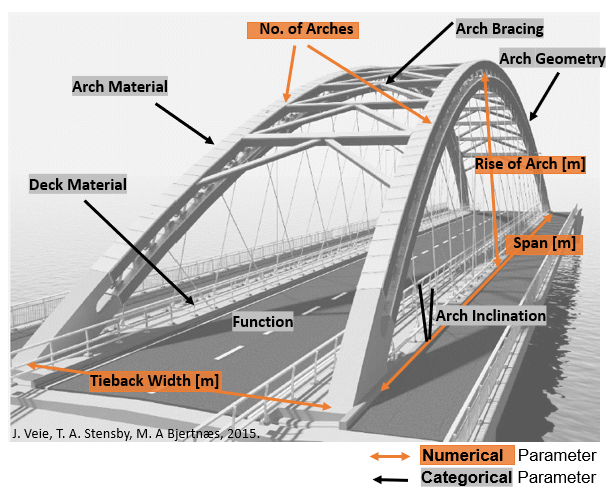 No. of Arches
Arch Bracing
Arch Geometry
Arch Material
Rise of Arch [m]
Deck Material
Span [m]
Function
Arch Inclination
Tieback Width [m]
J. Veie, T. A. Stensby, M. A Bjertnæs, 2015.
Numerical Parameter
Categorical Parameter